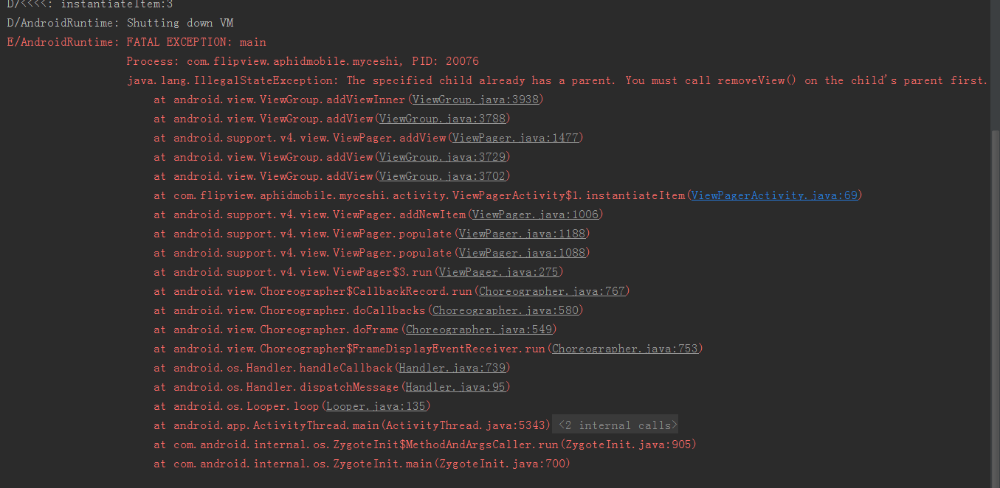 D/<<<<: instantiateItem:3
D/AndroidRuntime: Shutting down VM
E/AndroidRuntime: FATAL EXCEPTION: main
Process: com.flipview.aphidmobile.myceshi, PID: 20076
java.lang.IllegalStateException: The specified child already has a parent. You must call removeView() on the child's parent first.
at android.view.ViewGroup.addViewInner(ViewGroup.java:3938)
at android.view.ViewGroup.addView(ViewGroup.java:3788)
at android.support.v4.view.ViewPager.addView(ViewPager.java:1477)
at android.view.ViewGroup.addView(ViewGroup.java:3729)
at android.view.ViewGroup.addView(ViewGroup.java:3702)
at com.flipview.aphidmobile.myceshi.activity.ViewPagerActivity$1.instantiateItem(ViewPagerActivity.java:69)
at android.support.v4.view.ViewPager.addNewItem(ViewPager.java:1006)
at android.support.v4.view.ViewPager.populate(ViewPager.java:1188)
at android.support.v4.view.ViewPager.populate(ViewPager.java:1088)
at android.support.v4.view.ViewPager$3.run(ViewPager.java:275)
at android.view.Choreographer$CallbackRecord.run(Choreographer.java:767)
at android.view.Choreographer.doCallbacks(Choreographer.java:580)
at android.view.Choreographer.doFrame(Choreographer.java:549)
at android.view.Choreographer$FrameDisplayEventReceiver.run(Choreographer.java:753)
at android.os.Handler.handleCallback(Handler.java:739)
at android.os.Handler.dispatchMessage(Handler.java:95)
at android.os.Looper.loop(Looper.java:135)
at android.app.ActivityThread.main(ActivityThread.java:5343) <2 internal calls>
at com.android.internal.os.ZygoteInit$MethodAndArgsCaller.run(ZygoteInit.java:905)
at com.android.internal.os.ZygoteInit.main(ZygoteInit.java:700)